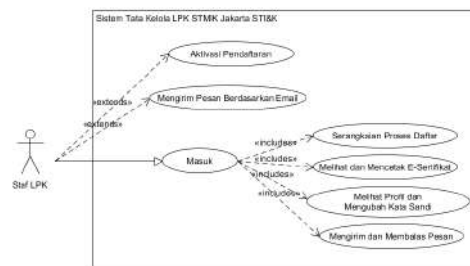 Sistem Tata Kelola LPK STMIK Jakarta STI&K
Aktivasi Pendaftaran
«extends»
Mengirim Pesan Berdasarkan Email
«extends»
Staf LPK
Masuk
«includes»
Serangkaian Proses Daftar
«includes»
Melihat dan Mencetak E-Sertifikat
«includes»
Melihat Profil dan
Mengubah Kata Sandi
«includes»
Mengirim dan Membalas Pesan